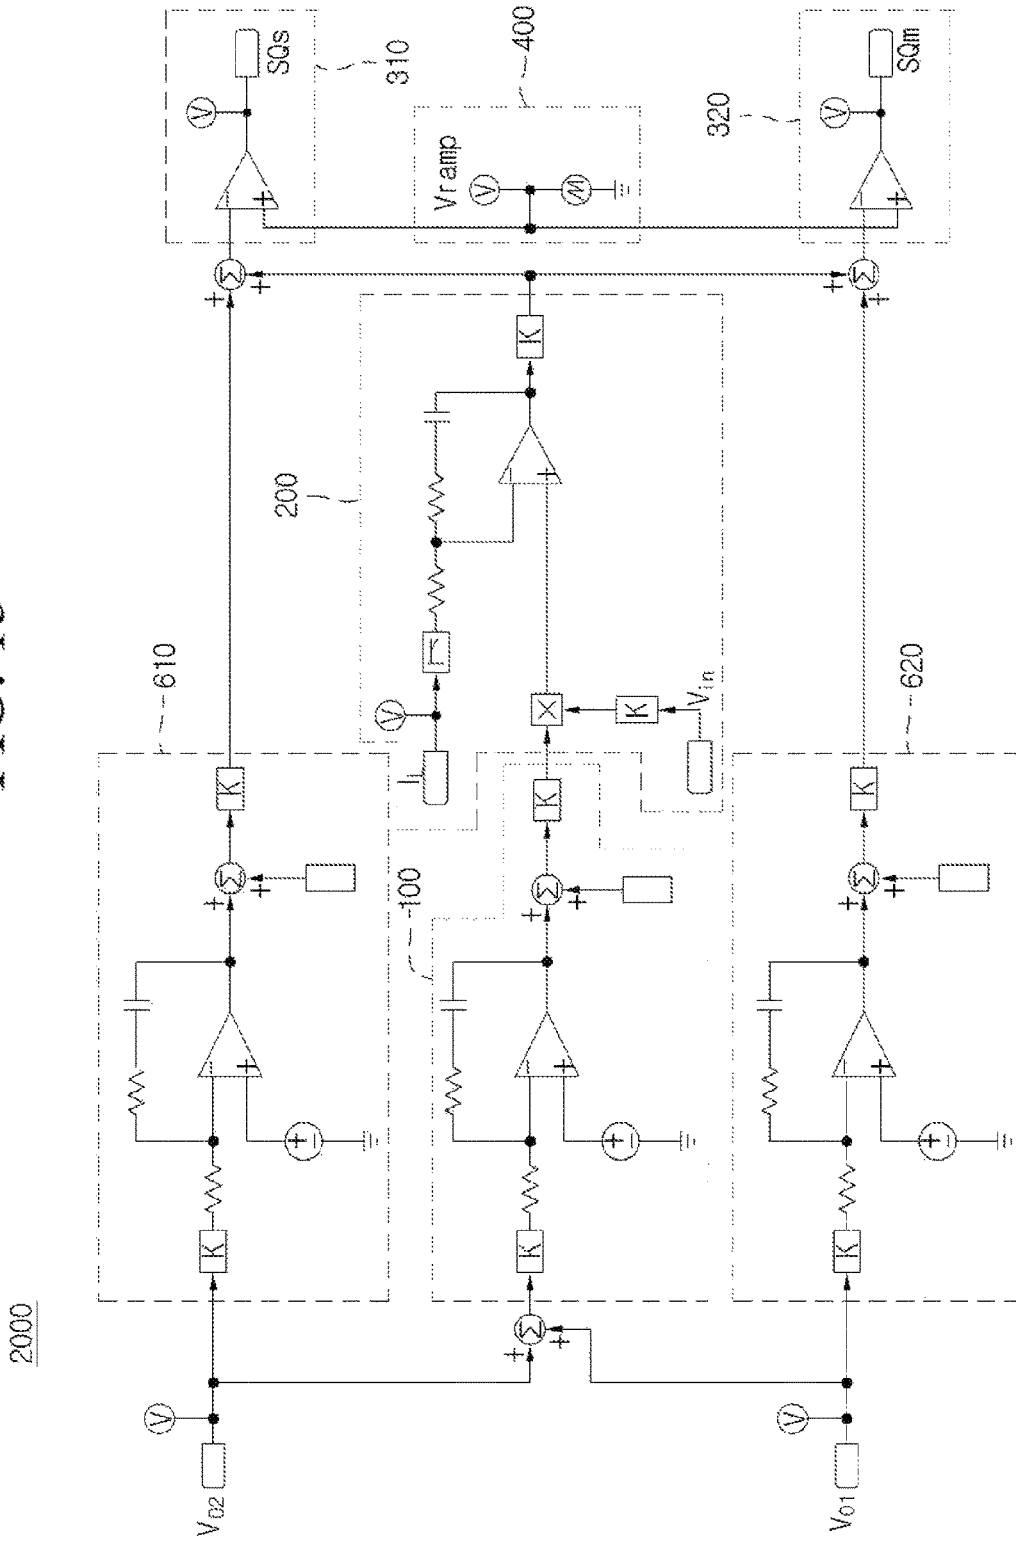 2000
V02
V01
K
K
K
610
100
620
Σ
Σ
Σ
Σ
K
K
K
IL
V
V
Vin
K
X
200
K
Σ
Σ
Vramp
V
400
V
SQs
310
V
SQm
320